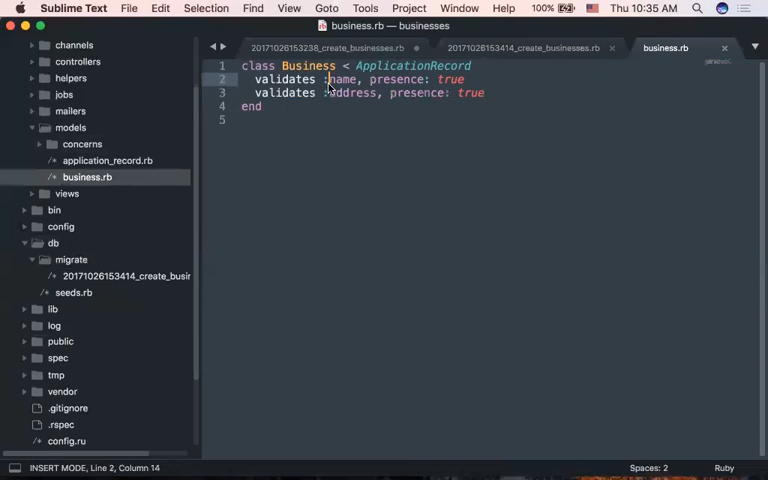 Sublime Text File Edit Selection Find View Goto Tools Project Window Help 100% Thu 10:35 AM
business.rb — businesses
20171026153238_create_businesses.rb 20171026153414_create_businesses.rb business.rb
channels
controllers
helpers
jobs
mailers
models
concerns
application_record.rb
business.rb
views
bin
config
db
migrate
20171026153414_create_busin
seeds.rb
lib
log
public
spec
tmp
vendor
.gitignore
.rspec
config.ru
1 class Business < ApplicationRecord
2 validates :name, presence: true
3 validates :address, presence: true
4 end
5
INSERT MODE, Line 2, Column 14 Spaces: 2 Ruby